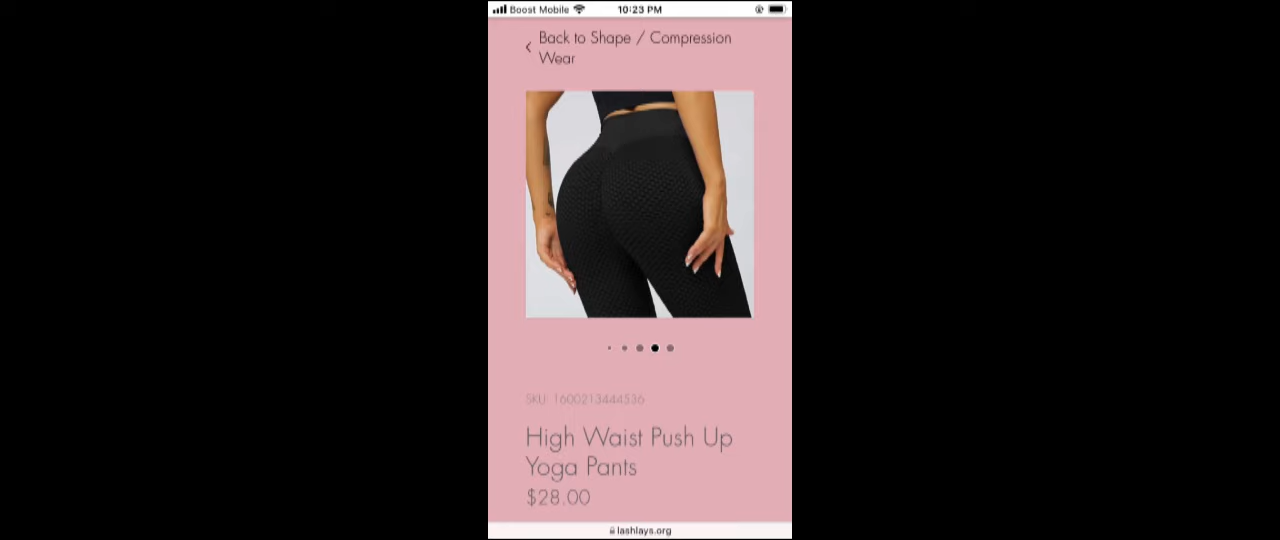 Boost Mobile 10:23 PM
Back to Shape / Compression
Wear
SKU: 1600213444536
High Waist Push Up
Yoga Pants
$28.00
lashlays.org